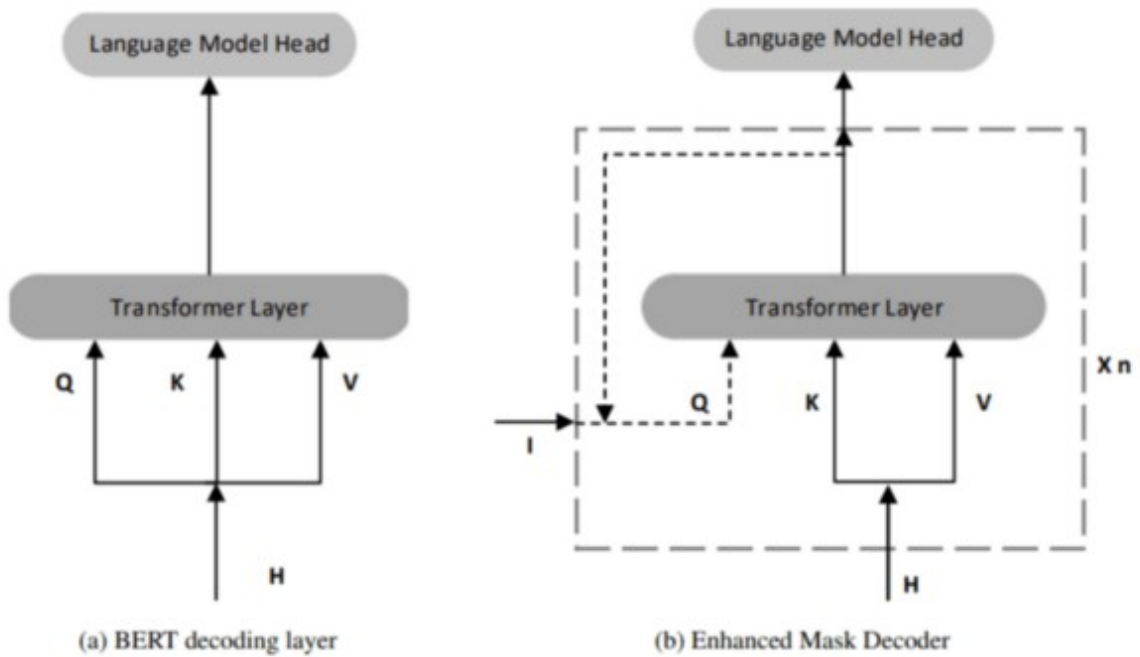 Language Model Head
Transformer Layer
Q
K
V
H
(a) BERT decoding layer
Language Model Head
Transformer Layer
X n
Q
K
V
I
H
(b) Enhanced Mask Decoder